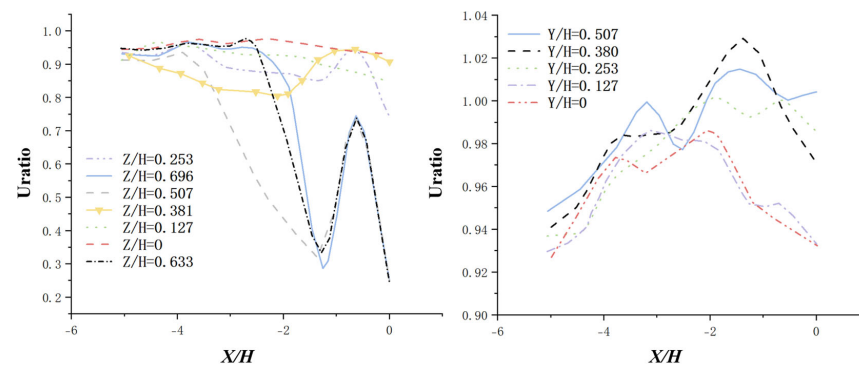 1.0
0.9
0.8
0.7
0.6
0.5
0.4
0.3
0.2
Uratio
Z/H=0.253
Z/H=0.696
Z/H=0.507
Z/H=0.381
Z/H=0.127
Z/H=0
Z/H=0.633
-6
-4
-2
0
X/H
1.04
1.02
1.00
0.98
0.96
0.94
0.92
0.90
Uratio
Y/H=0.507
Y/H=0.380
Y/H=0.253
Y/H=0.127
Y/H=0
-6
-4
-2
0
X/H